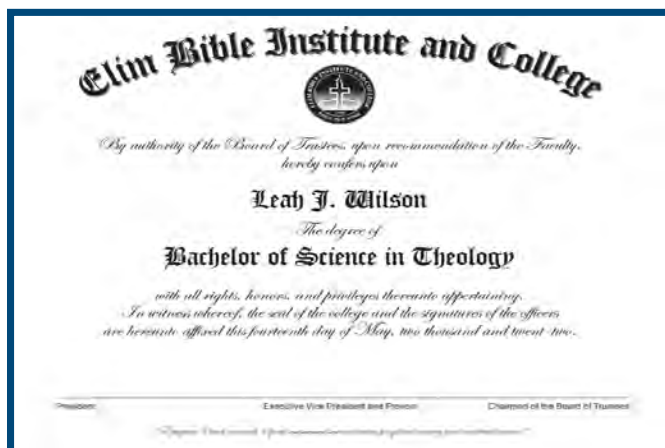 Elim Bible Institute and College
By authority of the Board of Trustees, upon recommendation of the Faculty,
hereby confers upon
Leah J. Wilson
The degree of
Bachelor of Science in Theology
with all rights, honors, and privileges thereunto appertaining.
In witness whereof, the seal of the college and the signatures of the officers
are hereunto affixed this fourteenth day of May, two thousand and twent-two.
President Executive Vice President and Provost Chairman of the Board of Trustees